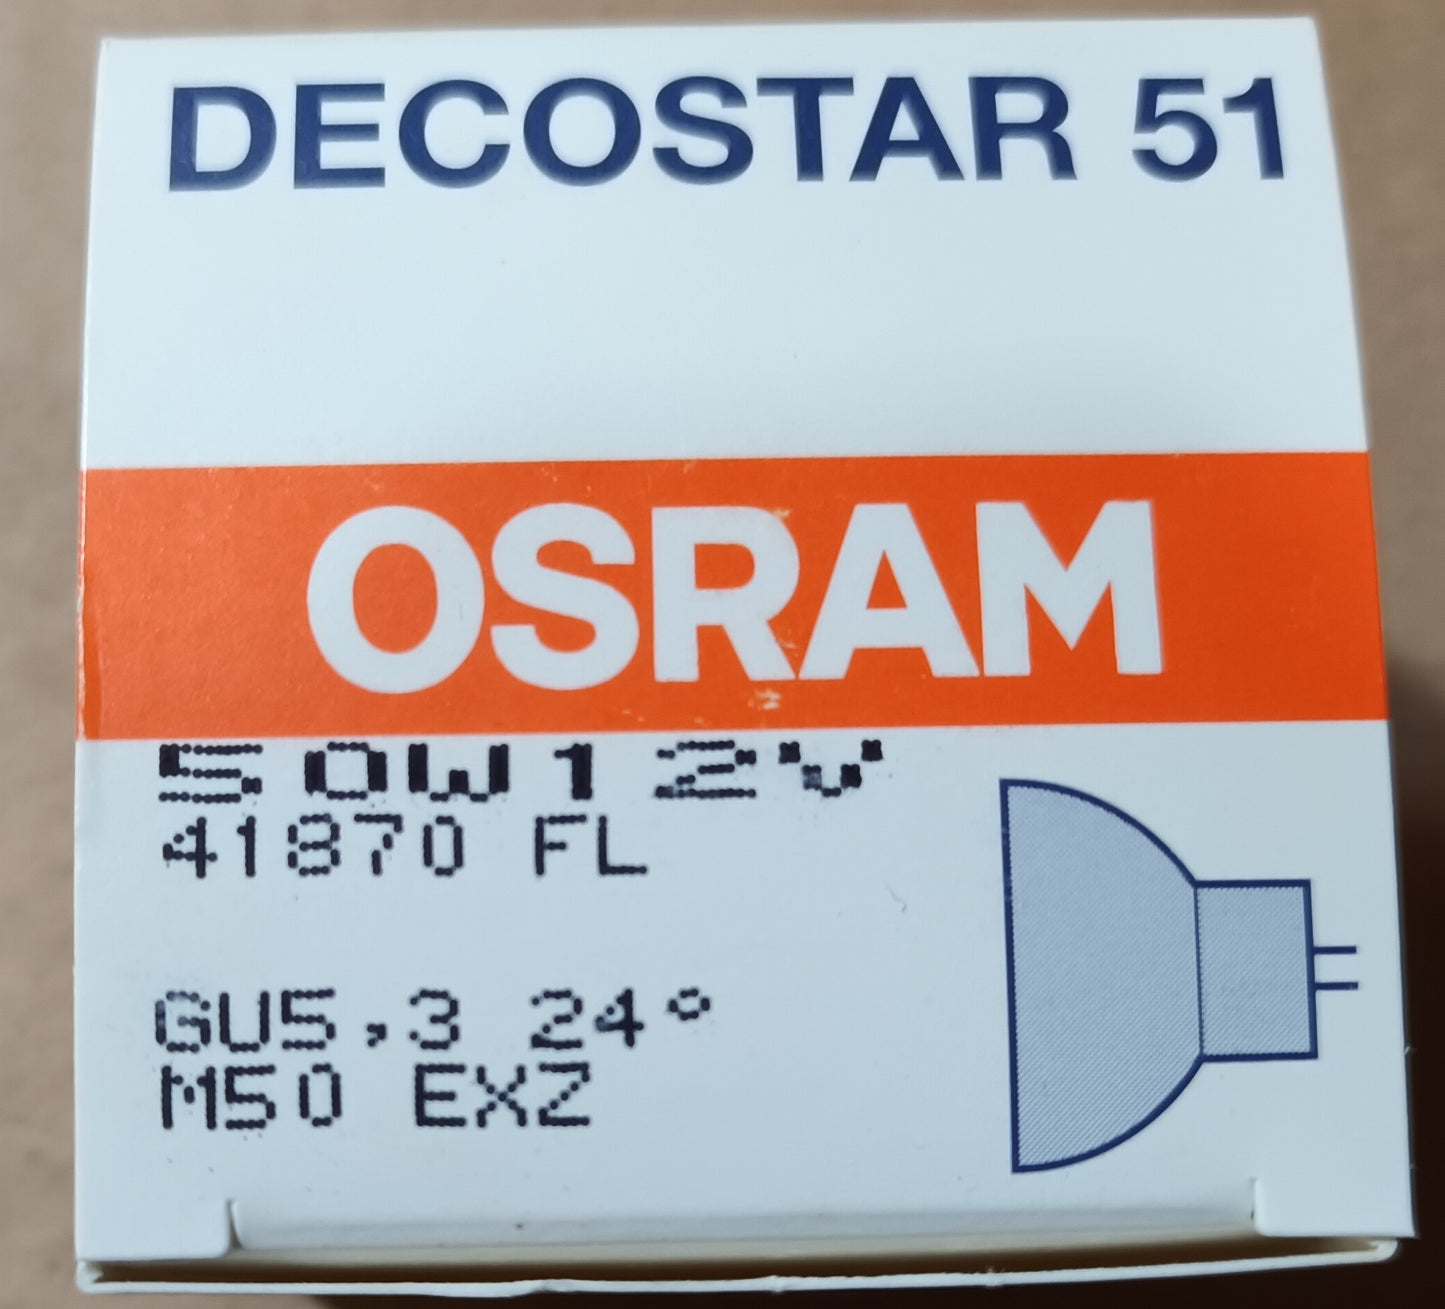 DECOSTAR 51
OSRAM
50W12V
41870 FL
GU5,3 24°
M50 EXZ